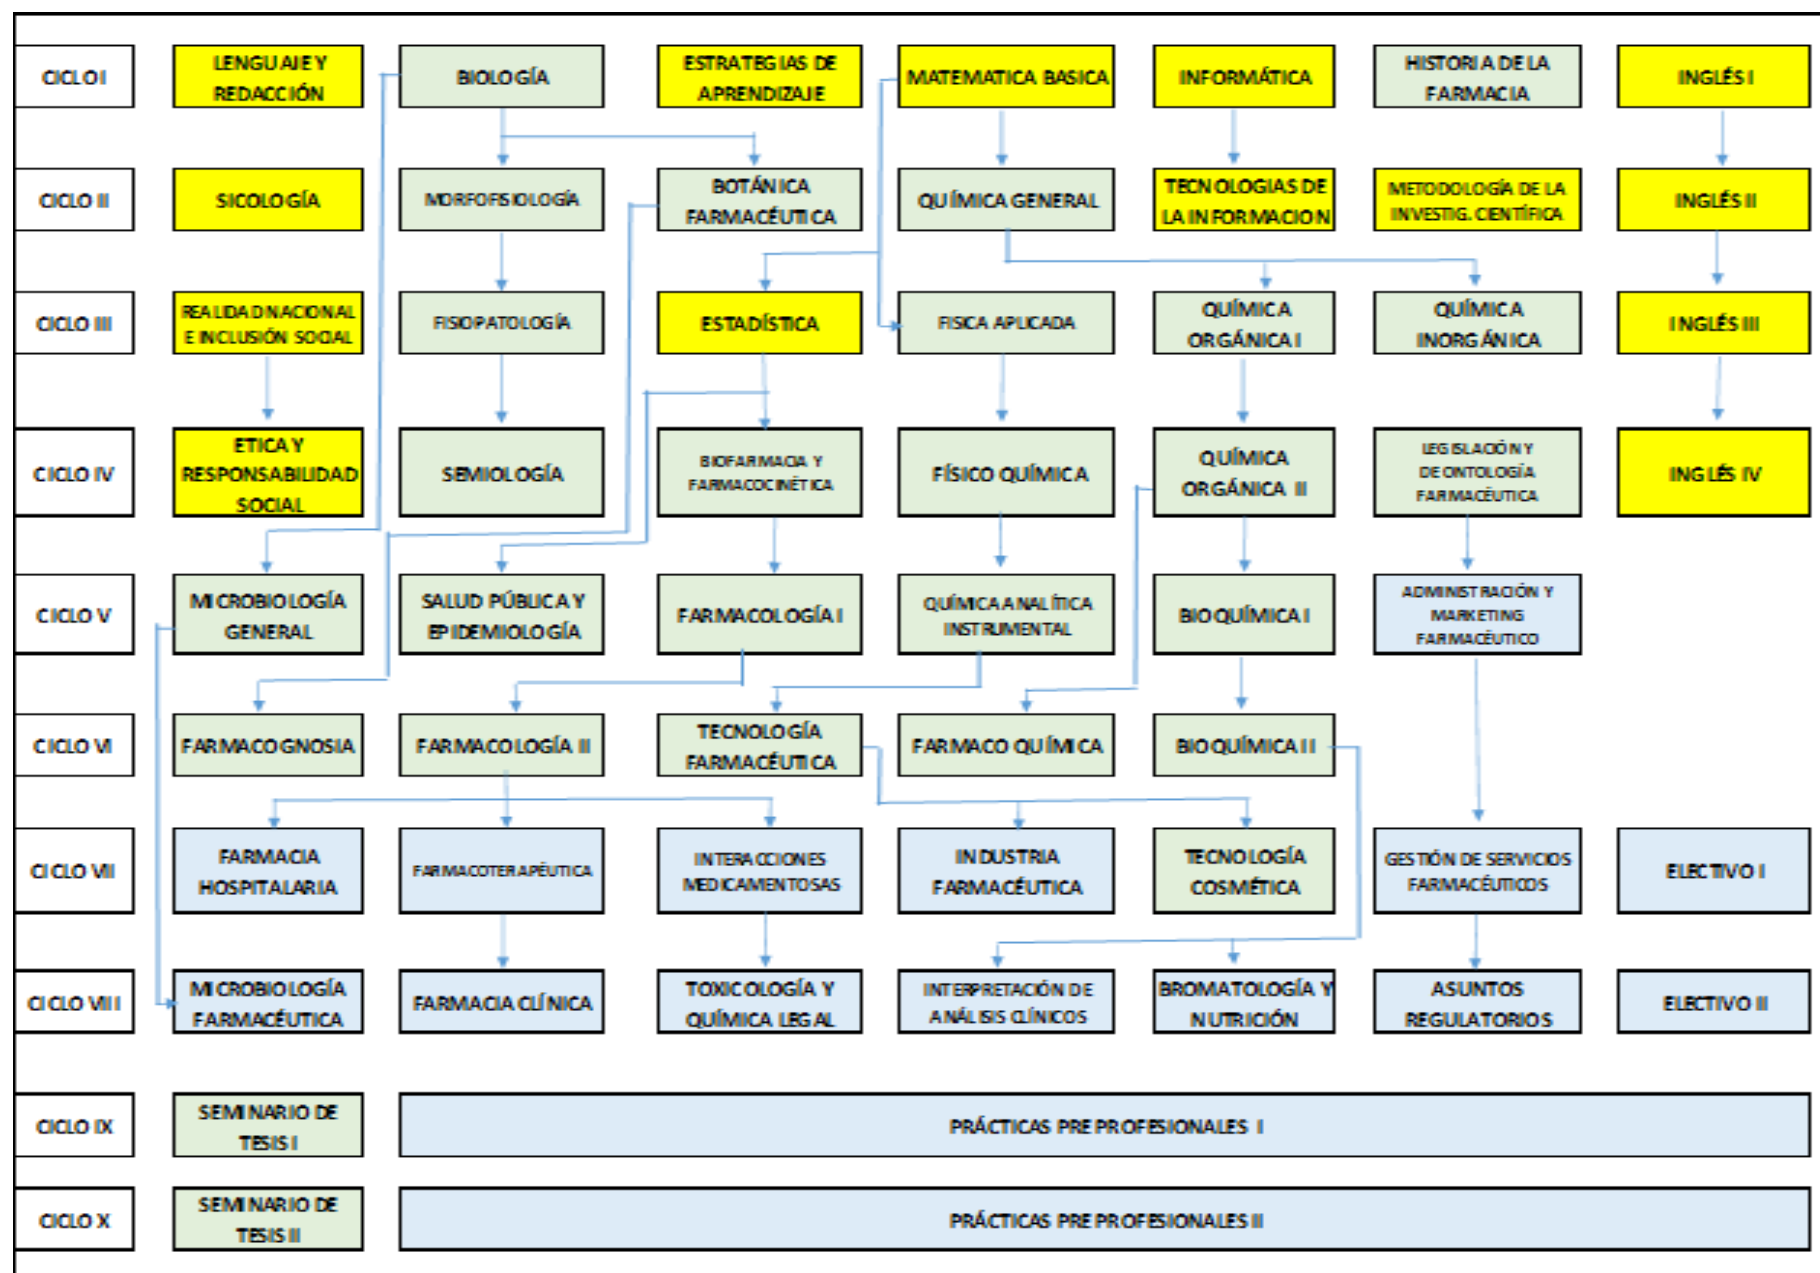 CICLO I
LENGUAJE Y
REDACCIÓN
BIOLOGÍA
ESTRATEGIAS DE
APRENDIZAJE
MATEMATICA BASICA
INFORMÁTICA
HISTORIA DE LA
FARMACIA
INGLÉS I
CICLO II
SICOLOGÍA
MORFOFISIOLOGÍA
BOTÁNICA
FARMACÉUTICA
QUÍMICA GENERAL
TECNOLOGIAS DE
LA INFORMACION
METODOLOGÍA DE LA
INVESTIG. CIENTÍFICA
INGLÉS II
CICLO III
REALIDAD NACIONAL
E INCLUSIÓN SOCIAL
FISIOPATOLOGÍA
ESTADÍSTICA
FISICA APLICADA
QUÍMICA
ORGÁNICA I
QUÍMICA
INORGÁNICA
INGLÉS III
CICLO IV
ETICA Y
RESPONSABILIDAD
SOCIAL
SEMIOLOGÍA
BIOFARMACIA Y
FARMACOCINÉTICA
FÍSICO QUÍMICA
QUÍMICA
ORGÁNICA II
LEGISLACIÓN Y
DEONTOLOGÍA
FARMACÉUTICA
INGLÉS IV
CICLO V
MICROBIOLOGÍA
GENERAL
SALUD PÚBLICA Y
EPIDEMIOLOGÍA
FARMACOLOGÍA I
QUÍMICA ANALÍTICA
INSTRUMENTAL
BIOQUÍMICA I
ADMINISTRACIÓN Y
MARKETING
FARMACÉUTICO
CICLO VI
FARMACOGNOSIA
FARMACOLOGÍA II
TECNOLOGÍA
FARMACÉUTICA
FARMACO QUÍMICA
BIOQUÍMICA II
CICLO VII
FARMACIA
HOSPITALARIA
FARMACOTERAPÉUTICA
INTERACCIONES
MEDICAMENTOSAS
INDUSTRIA
FARMACÉUTICA
TECNOLOGÍA
COSMÉTICA
GESTIÓN DE SERVICIOS
FARMACÉUTICOS
ELECTIVO I
CICLO VIII
MICROBIOLOGÍA
FARMACÉUTICA
FARMACIA CLÍNICA
TOXICOLOGÍA Y
QUÍMICA LEGAL
INTERPRETACIÓN DE
ANÁLISIS CLÍNICOS
BROMATOLOGÍA Y
NUTRICIÓN
ASUNTOS
REGULATORIOS
ELECTIVO II
CICLO IX
SEMINARIO DE
TESIS I
PRÁCTICAS PREPROFESIONALES I
CICLO X
SEMINARIO DE
TESIS II
PRÁCTICAS PREPROFESIONALES II